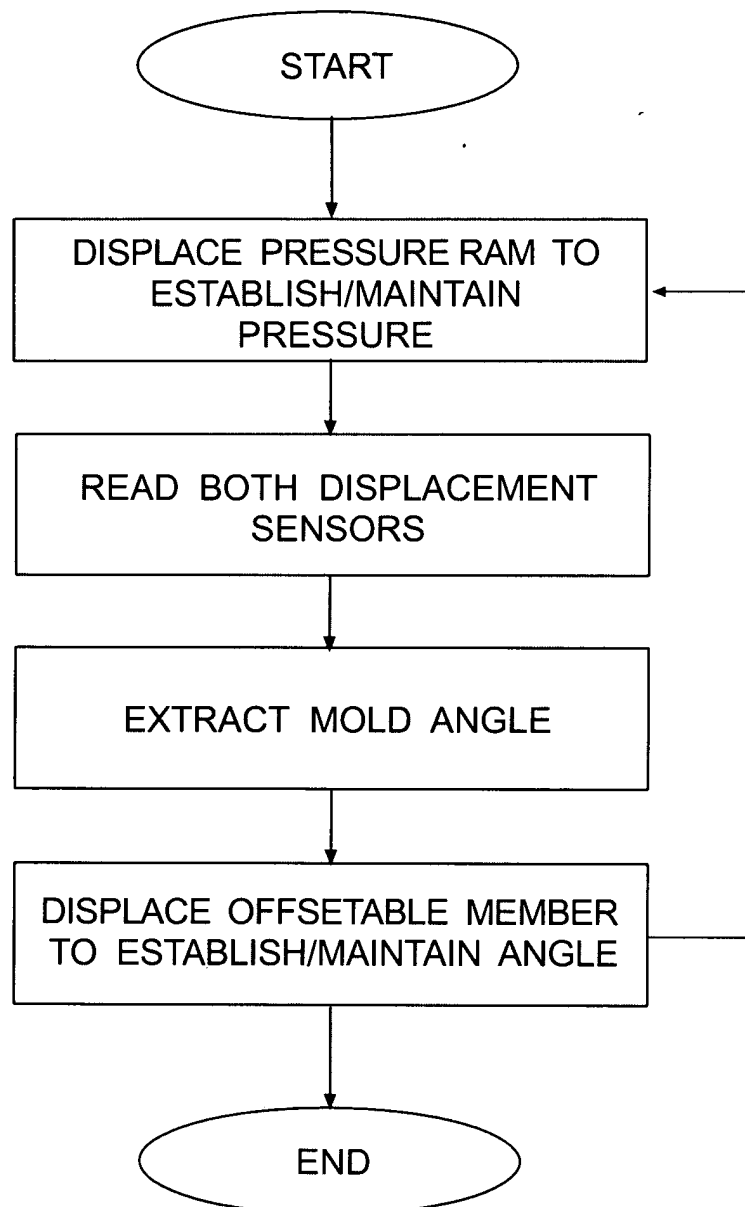 START
DISPLACE PRESSURE RAM TO
ESTABLISH/MAINTAIN
PRESSURE
READ BOTH DISPLACEMENT
SENSORS
EXTRACT MOLD ANGLE
DISPLACE OFFSETABLE MEMBER
TO ESTABLISH/MAINTAIN ANGLE
END